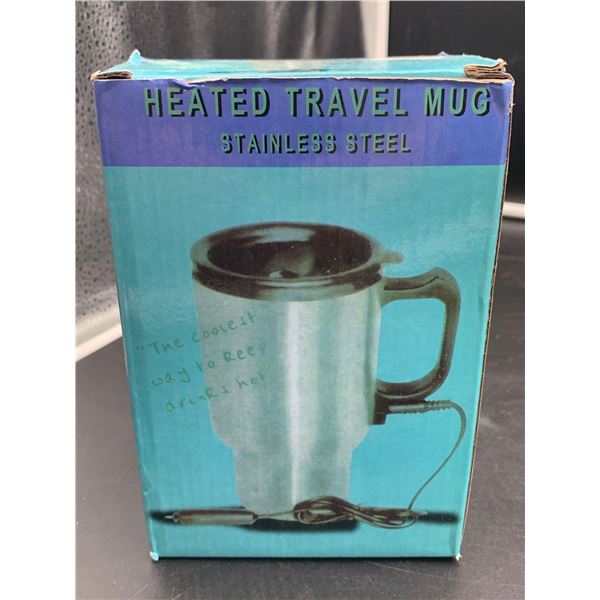 HEATED TRAVEL MUG
STAINLESS STEEL
"The coolest
way to keep
drinks hot"